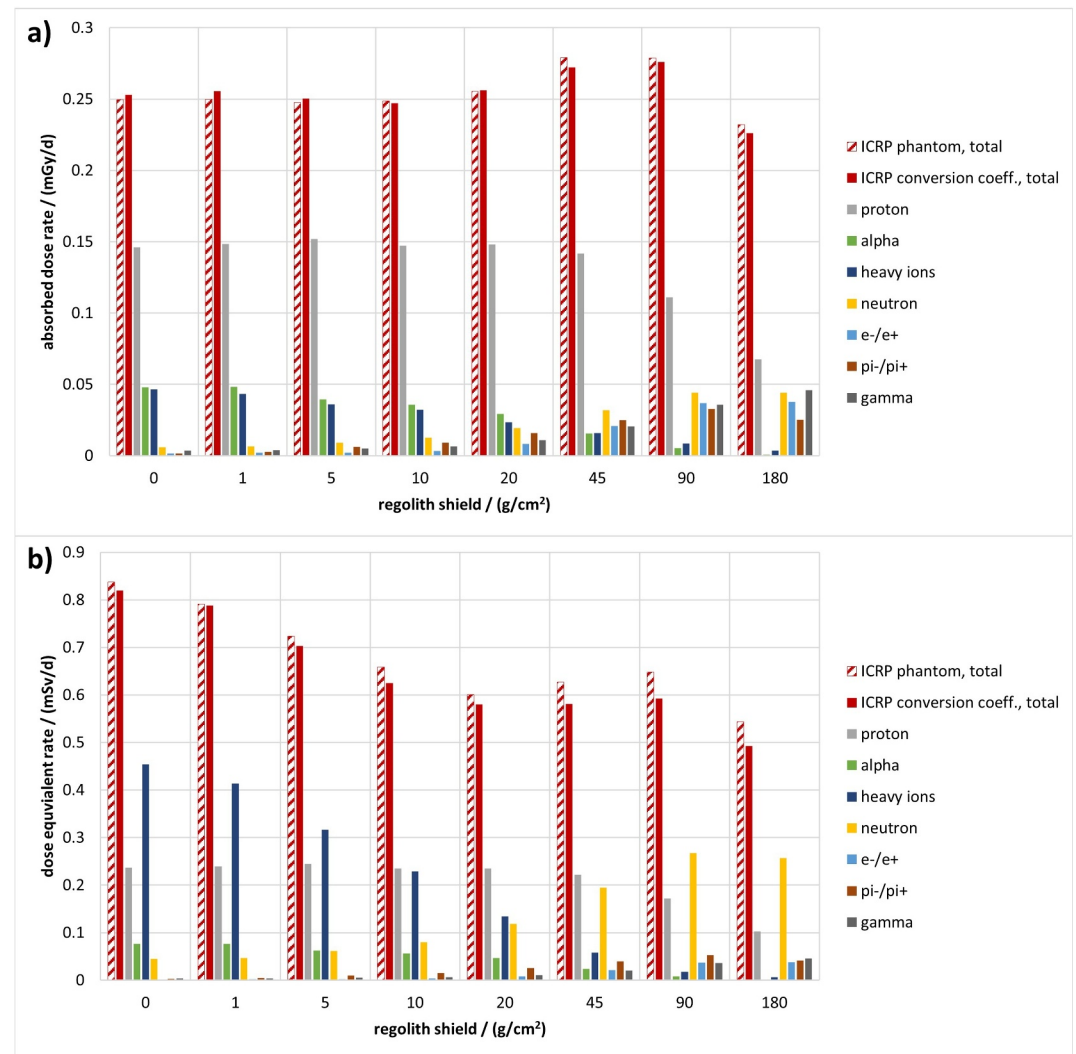 a)
0.3
0.25
0.2
0.15
0.1
0.05
0
absorbed dose rate / (mGy/d)
0 1 5 10 20 45 90 180
regolith shield / (g/cm²)
ICRP phantom, total
ICRP conversion coeff., total
proton
alpha
heavy ions
neutron
e-/e+
pi-/pi+
gamma
b)
0.9
0.8
0.7
0.6
0.5
0.4
0.3
0.2
0.1
0
dose equvialent rate / (mSv/d)
0 1 5 10 20 45 90 180
regolith shield / (g/cm²)
ICRP phantom, total
ICRP conversion coeff., total
proton
alpha
heavy ions
neutron
e-/e+
pi-/pi+
gamma